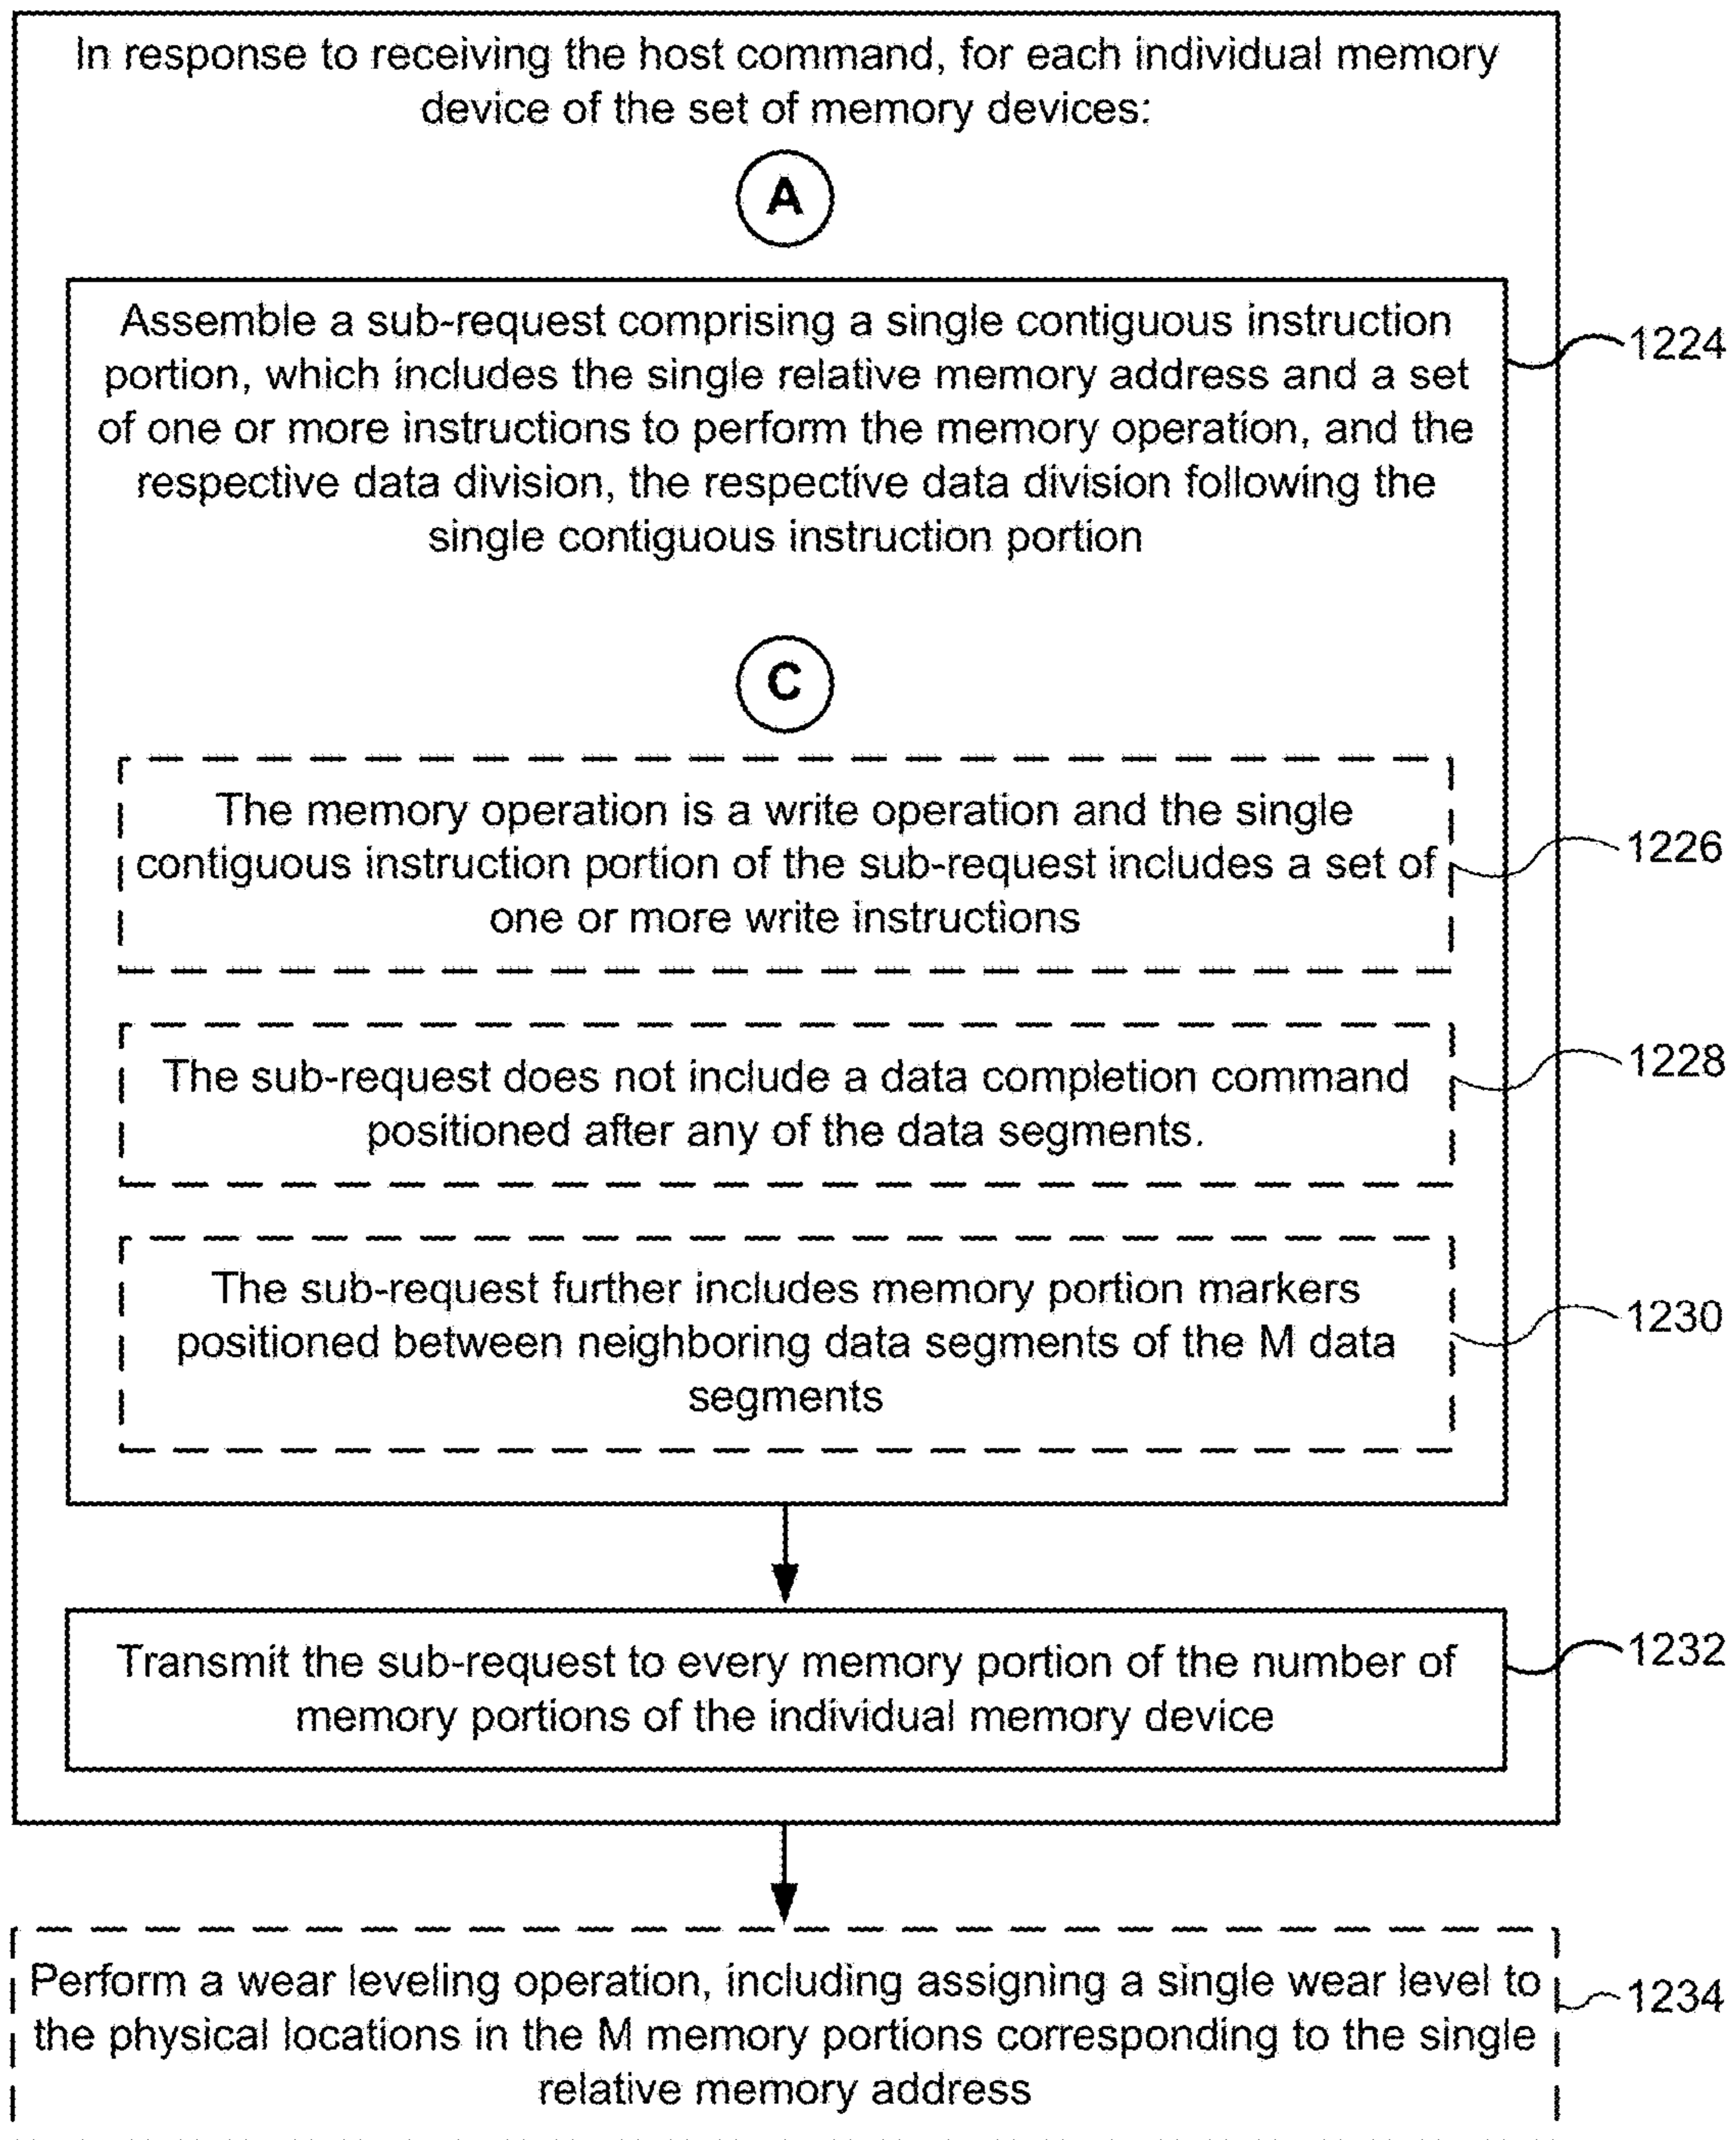 In response to receiving the host command, for each individual memory
device of the set of memory devices:
A
Assemble a sub-request comprising a single contiguous instruction
portion, which includes the single relative memory address and a set
of one or more instructions to perform the memory operation, and the
respective data division, the respective data division following the
single contiguous instruction portion
1224
C
The memory operation is a write operation and the single
contiguous instruction portion of the sub-request includes a set of
one or more write instructions
1226
The sub-request does not include a data completion command
positioned after any of the data segments.
1228
The sub-request further includes memory portion markers
positioned between neighboring data segments of the M data
segments
1230
Transmit the sub-request to every memory portion of the number of
memory portions of the individual memory device
1232
Perform a wear leveling operation, including assigning a single wear level to
the physical locations in the M memory portions corresponding to the single
relative memory address
1234